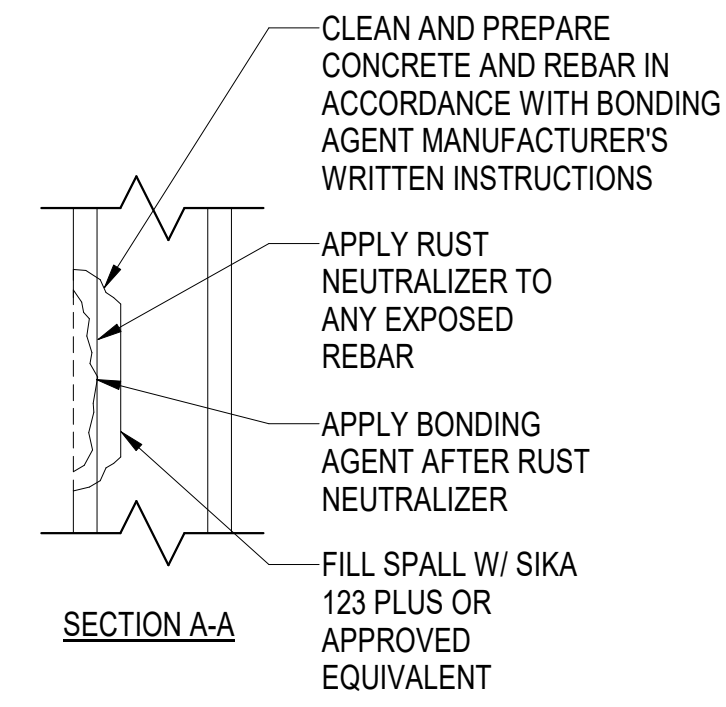 CLEAN AND PREPARE
CONCRETE AND REBAR IN
ACCORDANCE WITH BONDING
AGENT MANUFACTURER'S
WRITTEN INSTRUCTIONS
APPLY RUST
NEUTRALIZER TO
ANY EXPOSED
REBAR
APPLY BONDING
AGENT AFTER RUST
NEUTRALIZER
FILL SPALL W/ SIKA
123 PLUS OR
APPROVED
EQUIVALENT
SECTION A-A